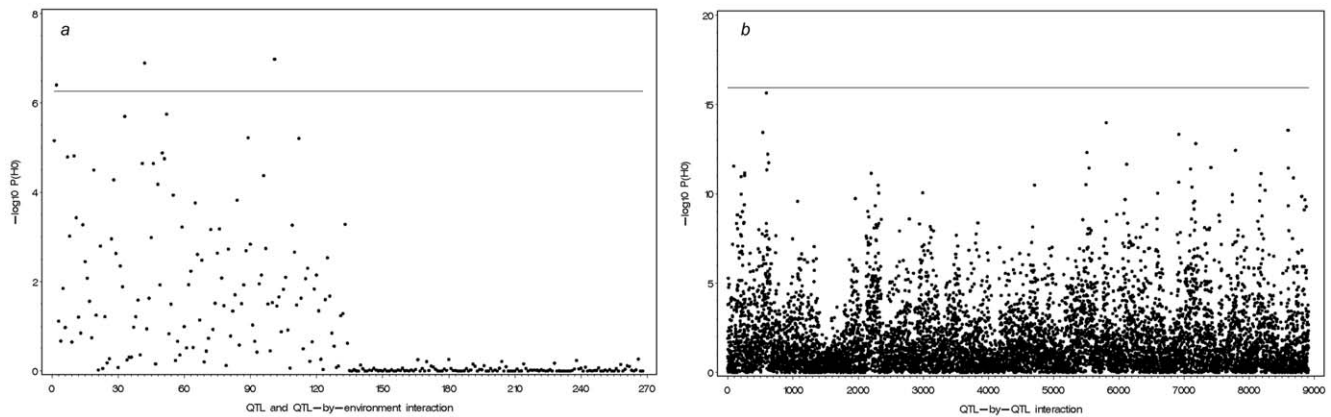 a
8
6
4
2
0
−log10 P(H0)
0 30 60 90 120 150 180 210 240 270
QTL and QTL−by−environment interaction
b
20
15
10
5
0
−log10 P(H0)
0 1000 2000 3000 4000 5000 6000 7000 8000 9000
QTL−by−QTL interaction